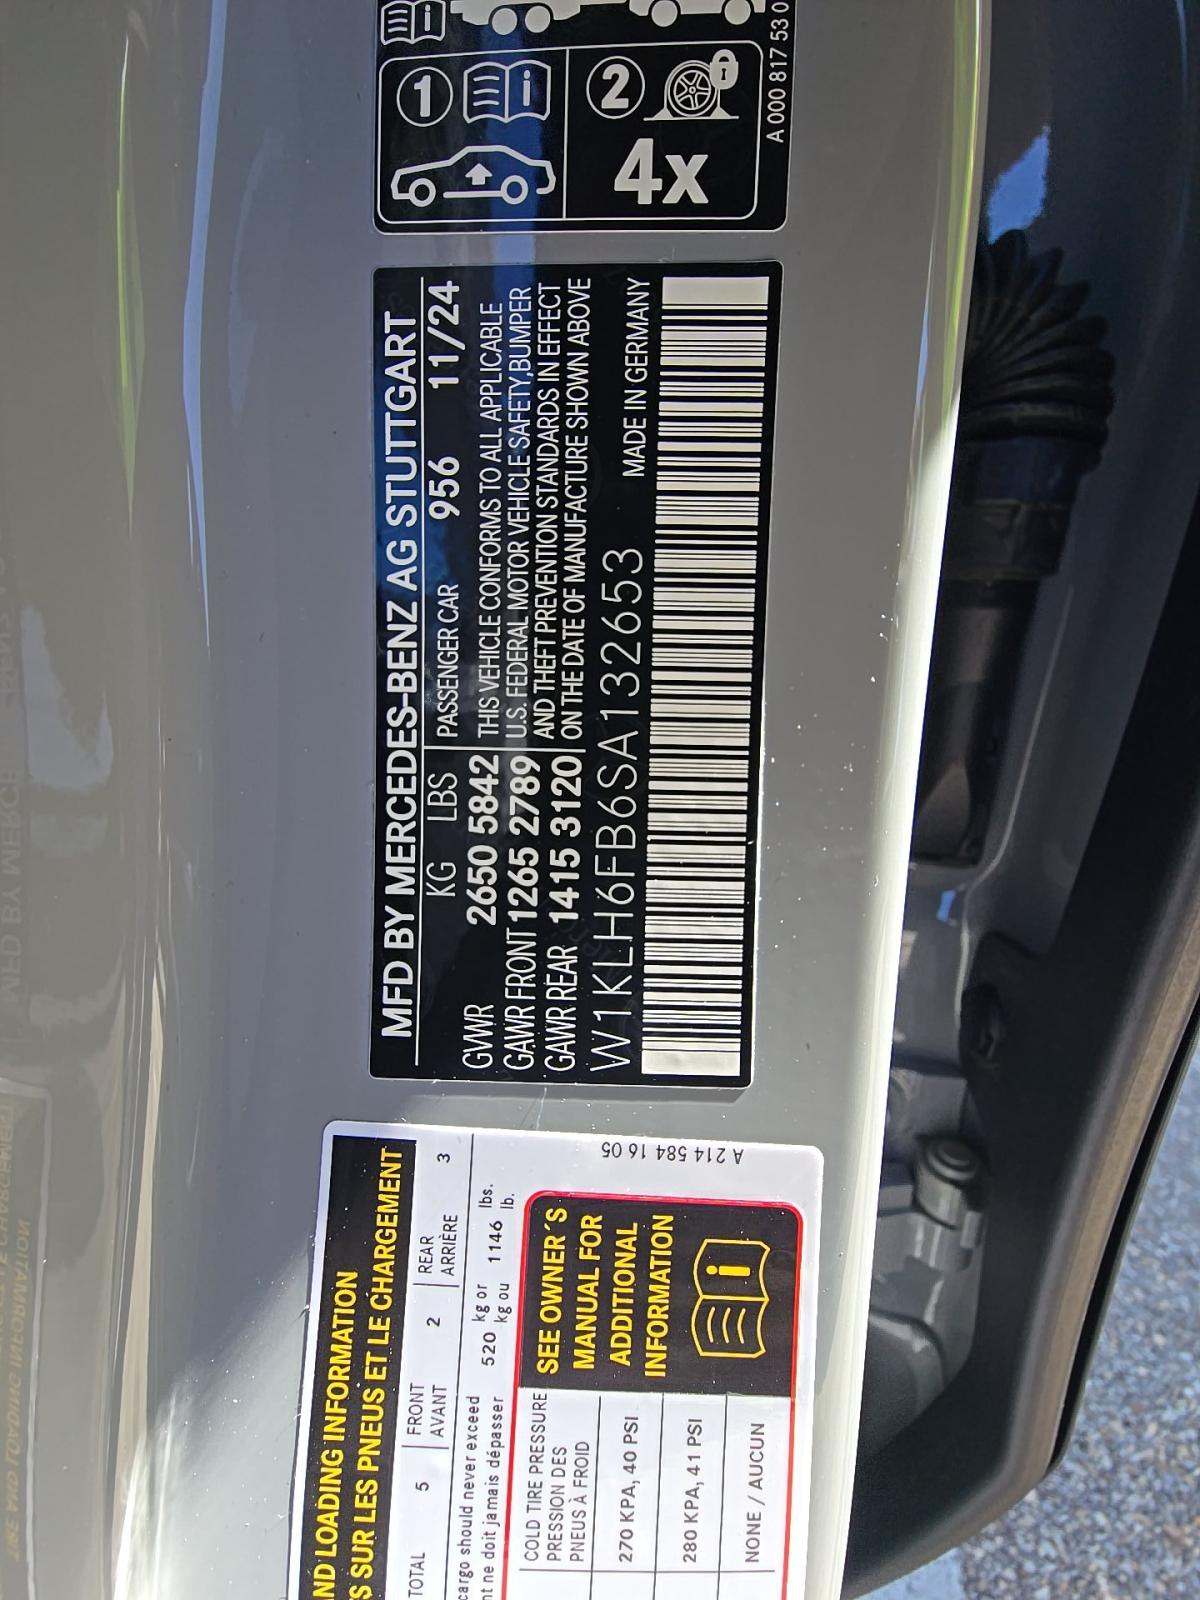 1
2
4x
A 000 817 53 0
MFD BY MERCEDES-BENZ AG STUTTGART
KG LBS PASSENGER CAR 956 11/24
GVWR 2650 5842 THIS VEHICLE CONFORMS TO ALL APPLICABLE
GAWR FRONT 1265 2789 U.S. FEDERAL MOTOR VEHICLE SAFETY,BUMPER
GAWR REAR 1415 3120 AND THEFT PREVENTION STANDARDS IN EFFECT
ON THE DATE OF MANUFACTURE SHOWN ABOVE
W1KLH6FB6SA132653 MADE IN GERMANY
AND LOADING INFORMATION
SUR LES PNEUS ET LE CHARGEMENT
TOTAL 5 FRONT 2 REAR 3
AVANT ARRIÈRE
cargo should never exceed 520 kg or 1146 lbs.
ne doit jamais dépasser kg ou lb.
COLD TIRE PRESSURE
PRESSION DES
PNEUS À FROID
270 KPA, 40 PSI
280 KPA, 41 PSI
NONE / AUCUN
SEE OWNER´S
MANUAL FOR
ADDITIONAL
INFORMATION
A 214 584 16 05